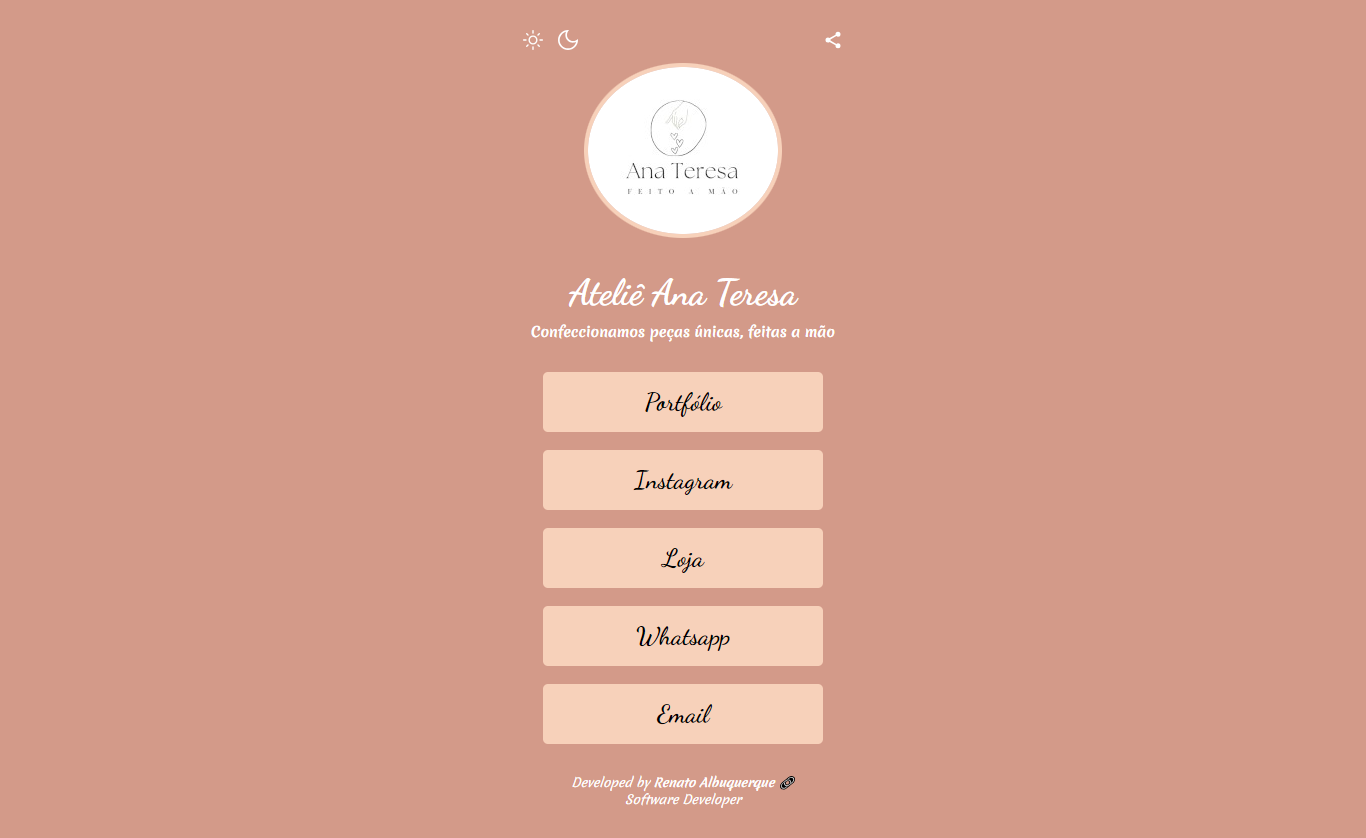 Ana Teresa
FEITO A MÃO
Ateliê Ana Teresa
Confeccionamos peças únicas, feitas a mão
Portfólio
Instagram
Loja
Whatsapp
Email
Developed by Renato Albuquerque
Software Developer